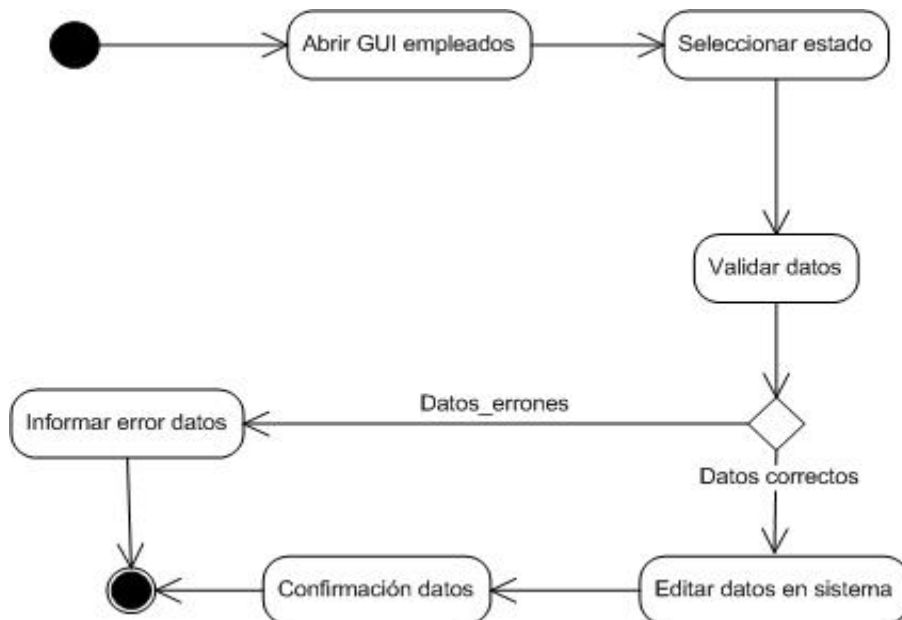 Abrir GUI empleados
Seleccionar estado
Validar datos
Datos_errones
Informar error datos
Datos correctos
Confirmación datos
Editar datos en sistema